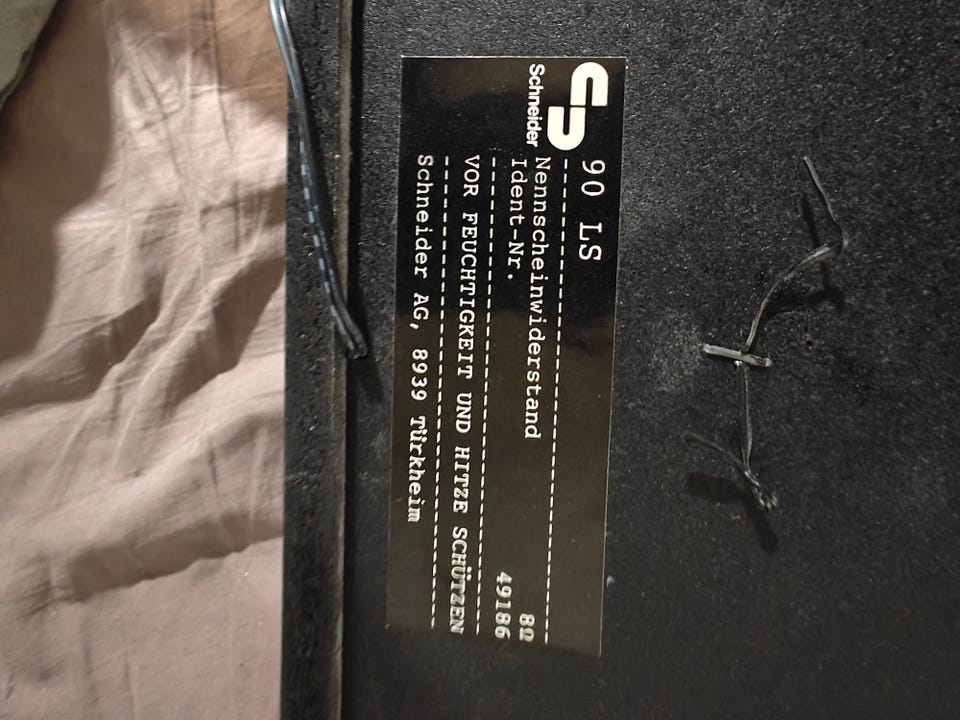 Schneider
90 LS
--------------------------------
Nennscheinwiderstand 8Ω
Ident-Nr. 49186
--------------------------------
VOR FEUCHTIGKEIT UND HITZE SCHÜTZEN
--------------------------------
Schneider AG, 8939 Türkheim